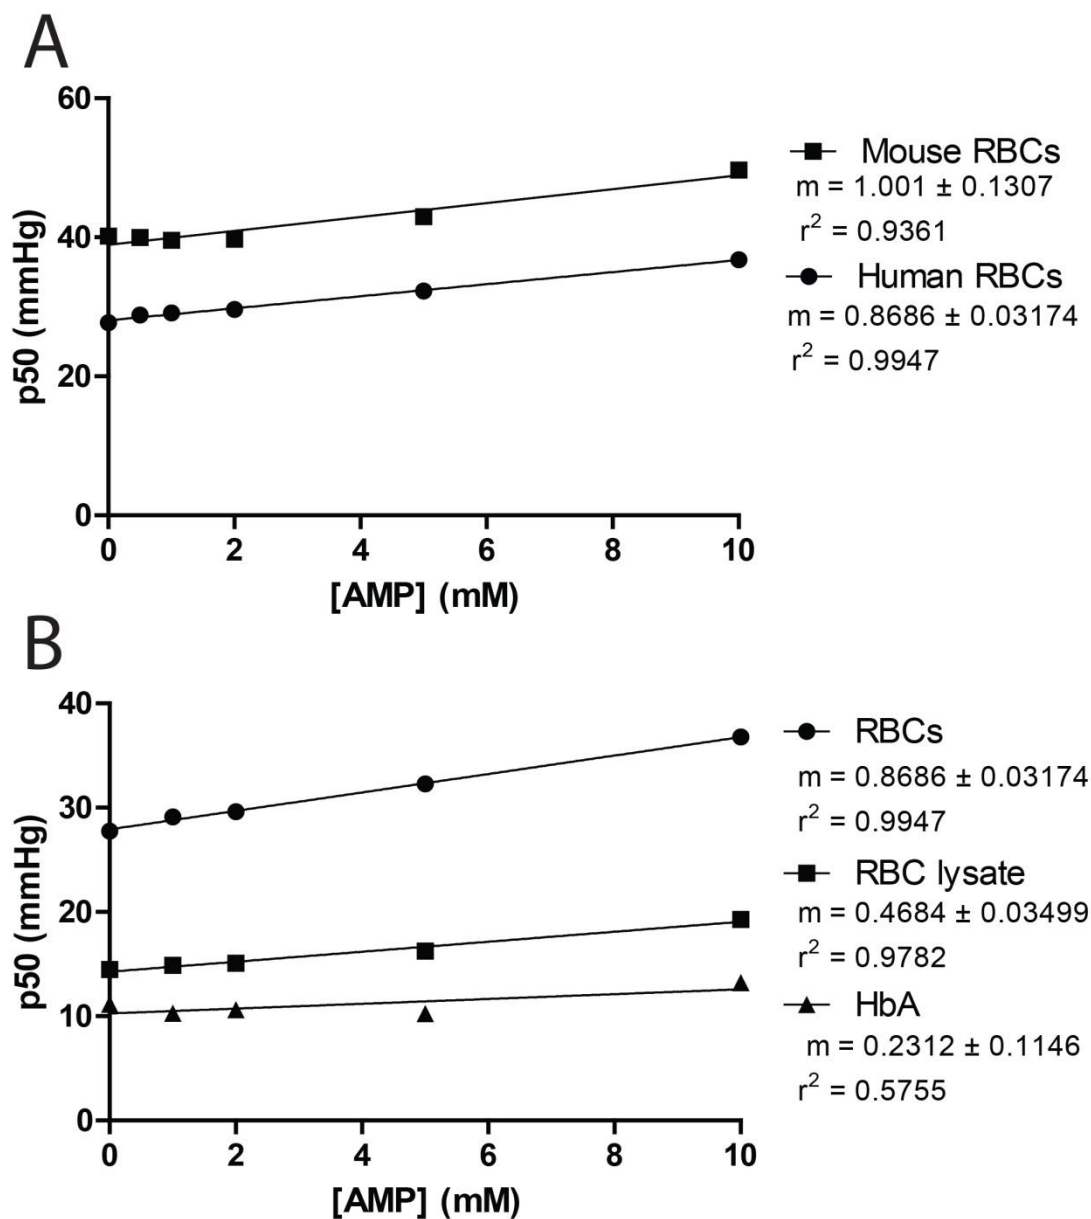 A
60
40
20
0
p50 (mmHg)
0 2 4 6 8 10
[AMP] (mM)
Mouse RBCs
m = 1.001 ± 0.1307
r² = 0.9361
Human RBCs
m = 0.8686 ± 0.03174
r² = 0.9947
B
40
30
20
10
0
p50 (mmHg)
0 2 4 6 8 10
[AMP] (mM)
RBCs
m = 0.8686 ± 0.03174
r² = 0.9947
RBC lysate
m = 0.4684 ± 0.03499
r² = 0.9782
HbA
m = 0.2312 ± 0.1146
r² = 0.5755